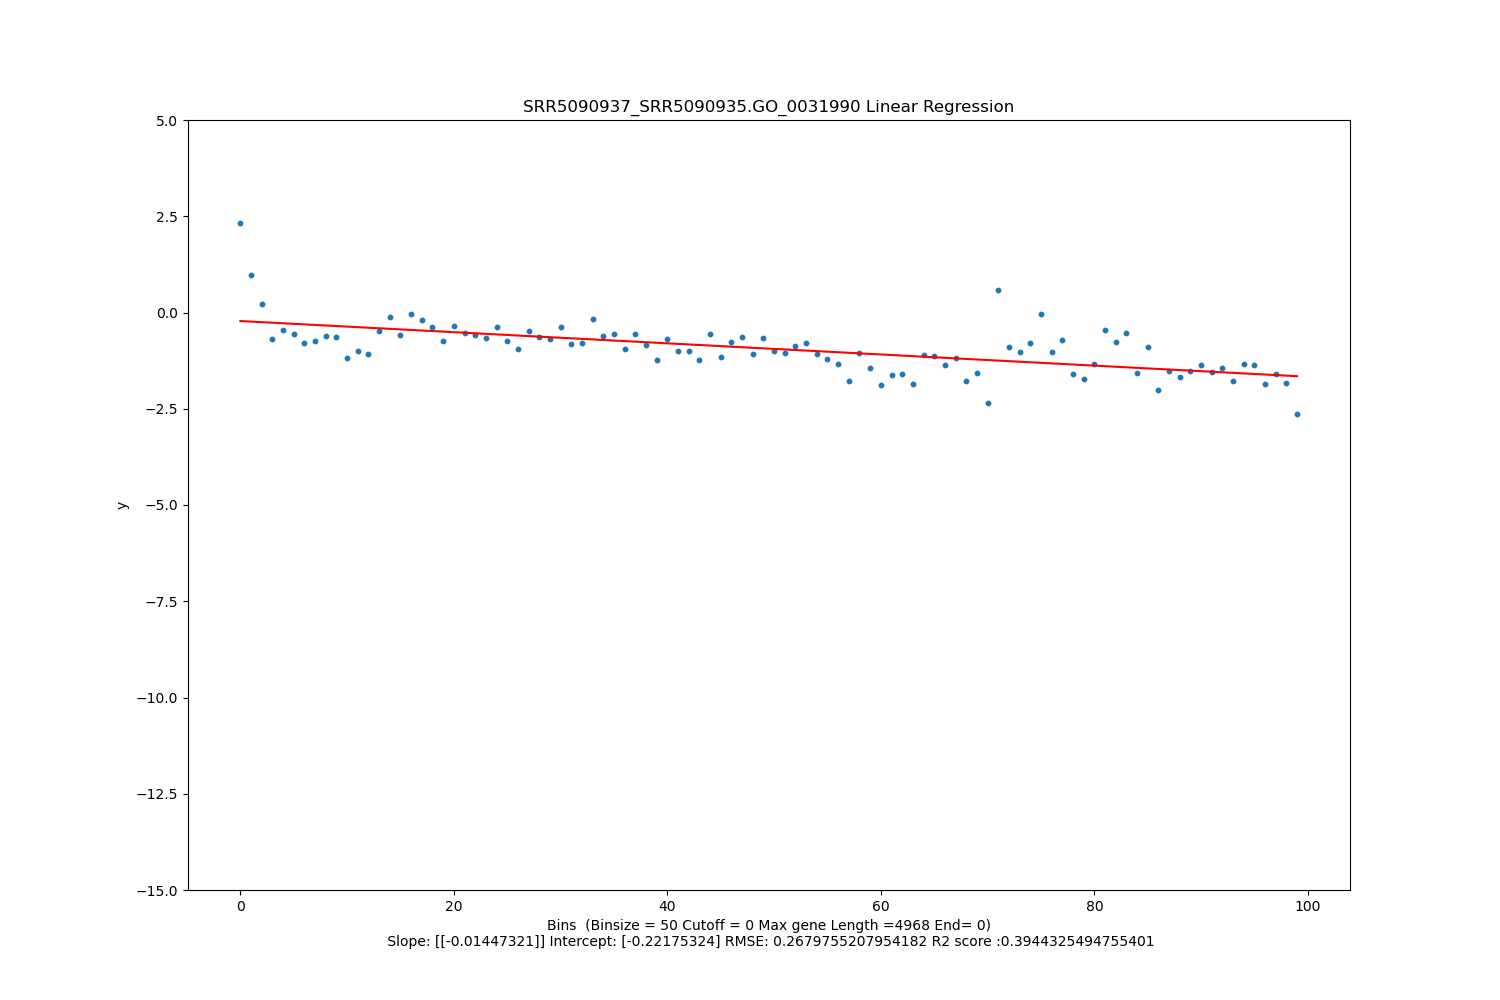 SRR5090937_SRR5090935.GO_0031990 Linear Regression
5.0
2.5
0.0
−2.5
−5.0
−7.5
−10.0
−12.5
−15.0
y
0 20 40 60 80 100
Bins  (Binsize = 50 Cutoff = 0 Max gene Length =4968 End= 0)
Slope: [[-0.01447321]] Intercept: [-0.22175324] RMSE: 0.2679755207954182 R2 score :0.3944325494755401